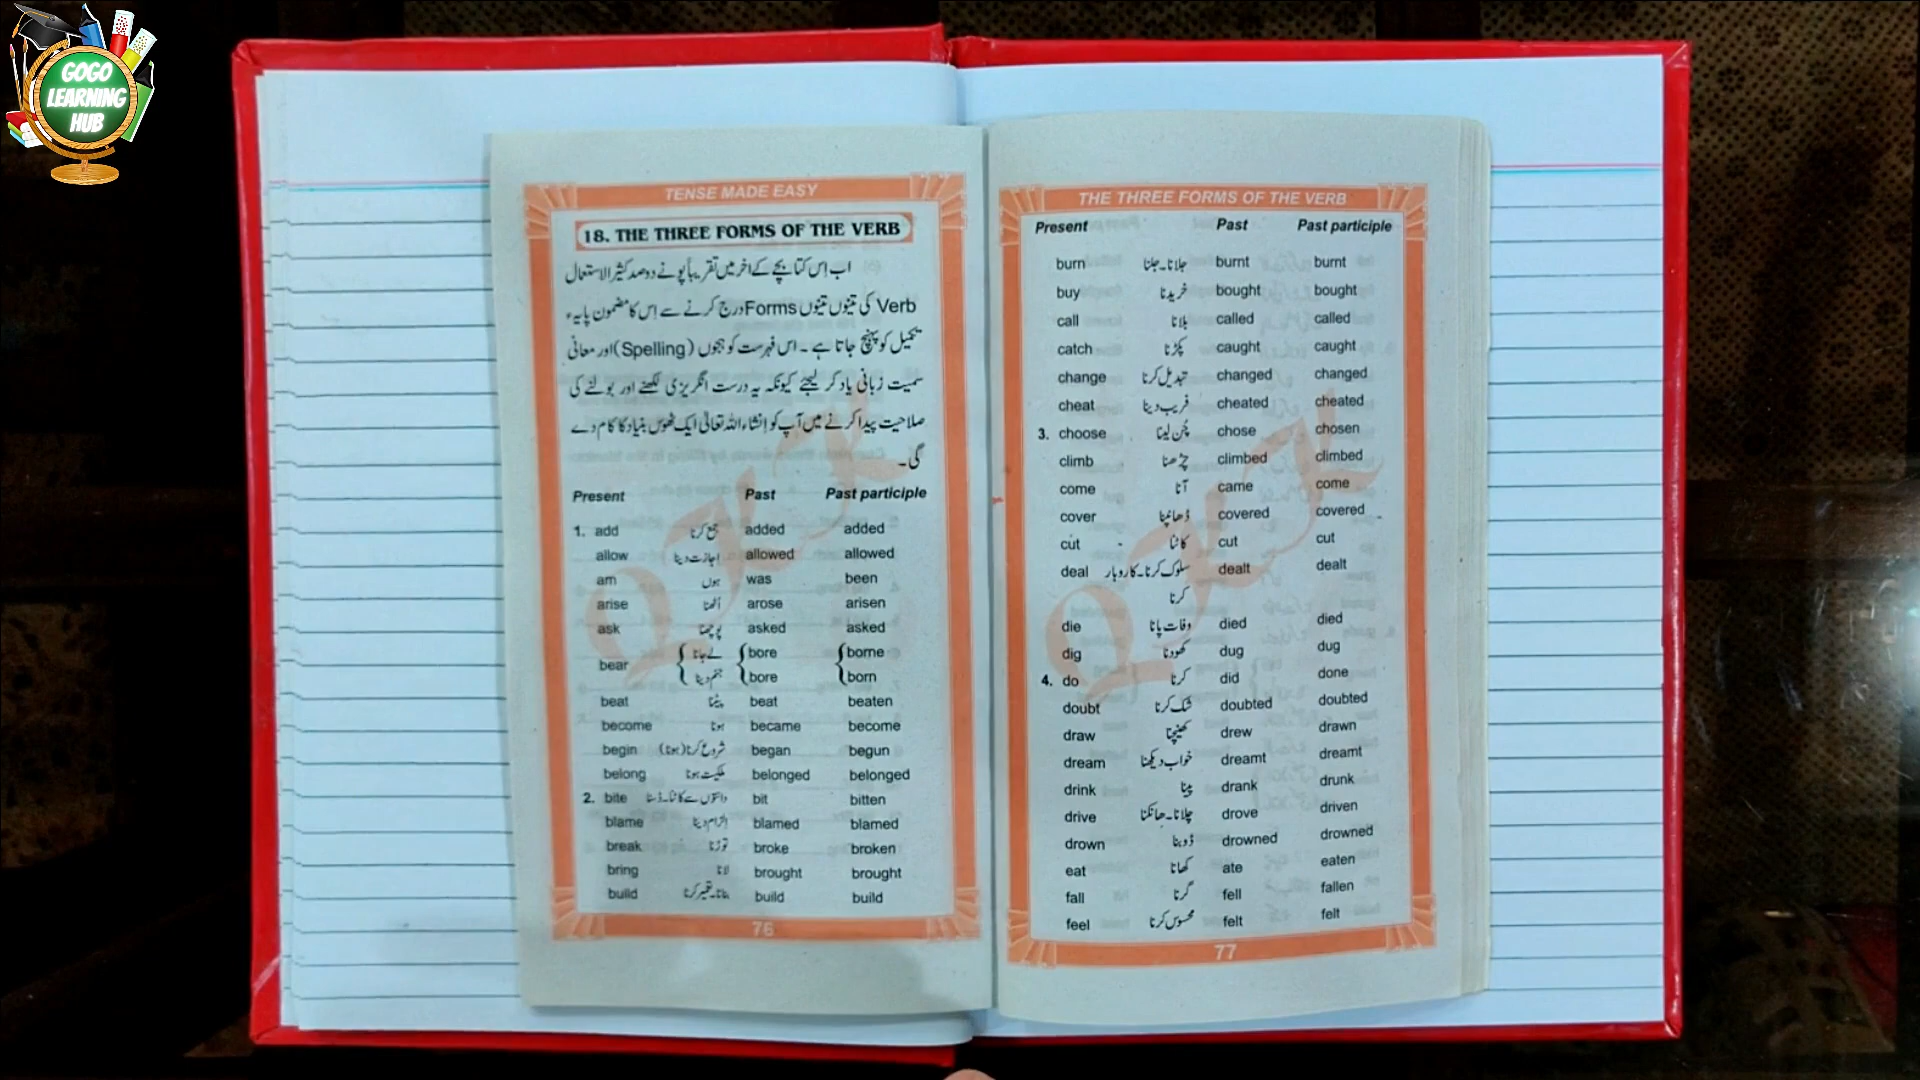 GOGO
LEARNING
HUB
TENSE MADE EASY
18. THE THREE FORMS OF THE VERB
اب اِس کتابچے کے آخر میں تقریباً پونے دو صد کثیر الاستعمال
Verb کی تینوں تینوں Forms درج کرنے سے اِس کا مضمون پایہء
تکمیل کو پہنچ جاتا ہے ۔ اس فہرست کو ہجوں (Spelling) اور معانی
سمیت زبانی یاد کر لیجئے کیونکہ یہ درست انگریزی لکھنے اور بولنے کی
صلاحیت پیدا کرنے میں آپ کو انشاء اللہ تعالیٰ ایک ٹھوس بنیاد کا کام دے
گی ۔
Present Past Past participle
1. add جمع کرنا added added
allow اجازت دینا allowed allowed
am ہوں was been
arise اُٹھنا arose arisen
ask پوچھنا asked asked
bear لے جانا bore borne
جنم دینا bore born
beat پیٹنا beat beaten
become ہونا became become
begin شروع کرنا (ہونا) began begun
belong ملکیت ہونا belonged belonged
2. bite دانتوں سے کاٹنا۔ڈسنا bit bitten
blame الزام دینا blamed blamed
break توڑنا broke broken
bring لانا brought brought
build بنانا۔تعمیر کرنا build build
76
THE THREE FORMS OF THE VERB
Present Past Past participle
burn جلانا۔جلنا burnt burnt
buy خریدنا bought bought
call بلانا called called
catch پکڑنا caught caught
change تبدیل کرنا changed changed
cheat فریب دینا cheated cheated
3. choose چُن لینا chose chosen
climb چڑھنا climbed climbed
come آنا came come
cover ڈھانپنا covered covered
cut کاٹنا cut cut
deal سلوک کرنا۔کاروبار dealt dealt
کرنا
die وفات پانا died died
dig کھودنا dug dug
4. do کرنا did done
doubt شک کرنا doubted doubted
draw کھینچنا drew drawn
dream خواب دیکھنا dreamt dreamt
drink پینا drank drunk
drive چلانا۔ھانکنا drove driven
drown ڈوبنا drowned drowned
eat کھانا ate eaten
fall گرنا fell fallen
feel محسوس کرنا felt felt
77